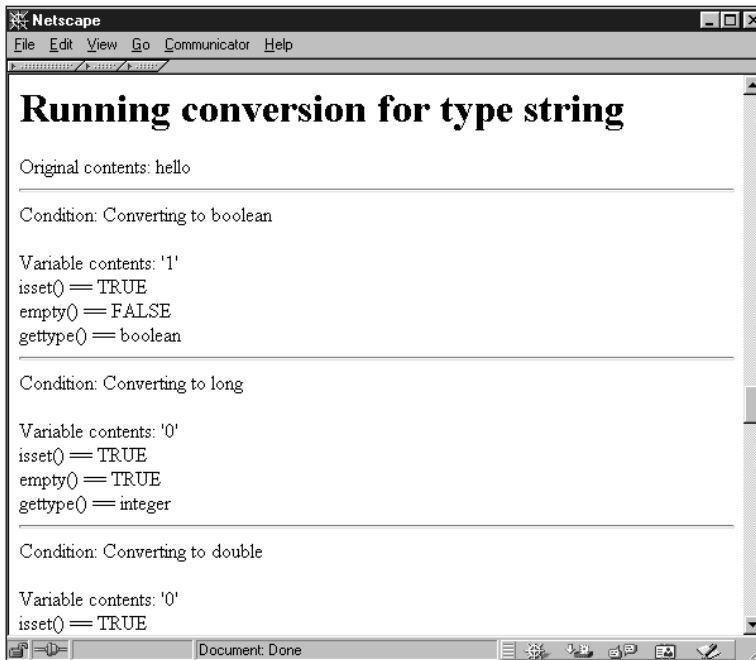 Netscape
File Edit View Go Communicator Help
Running conversion for type string
Original contents: hello
Condition: Converting to boolean
Variable contents: '1'
isset() == TRUE
empty() == FALSE
gettype() == boolean
Condition: Converting to long
Variable contents: '0'
isset() == TRUE
empty() == TRUE
gettype() == integer
Condition: Converting to double
Variable contents: '0'
isset() == TRUE
Document: Done